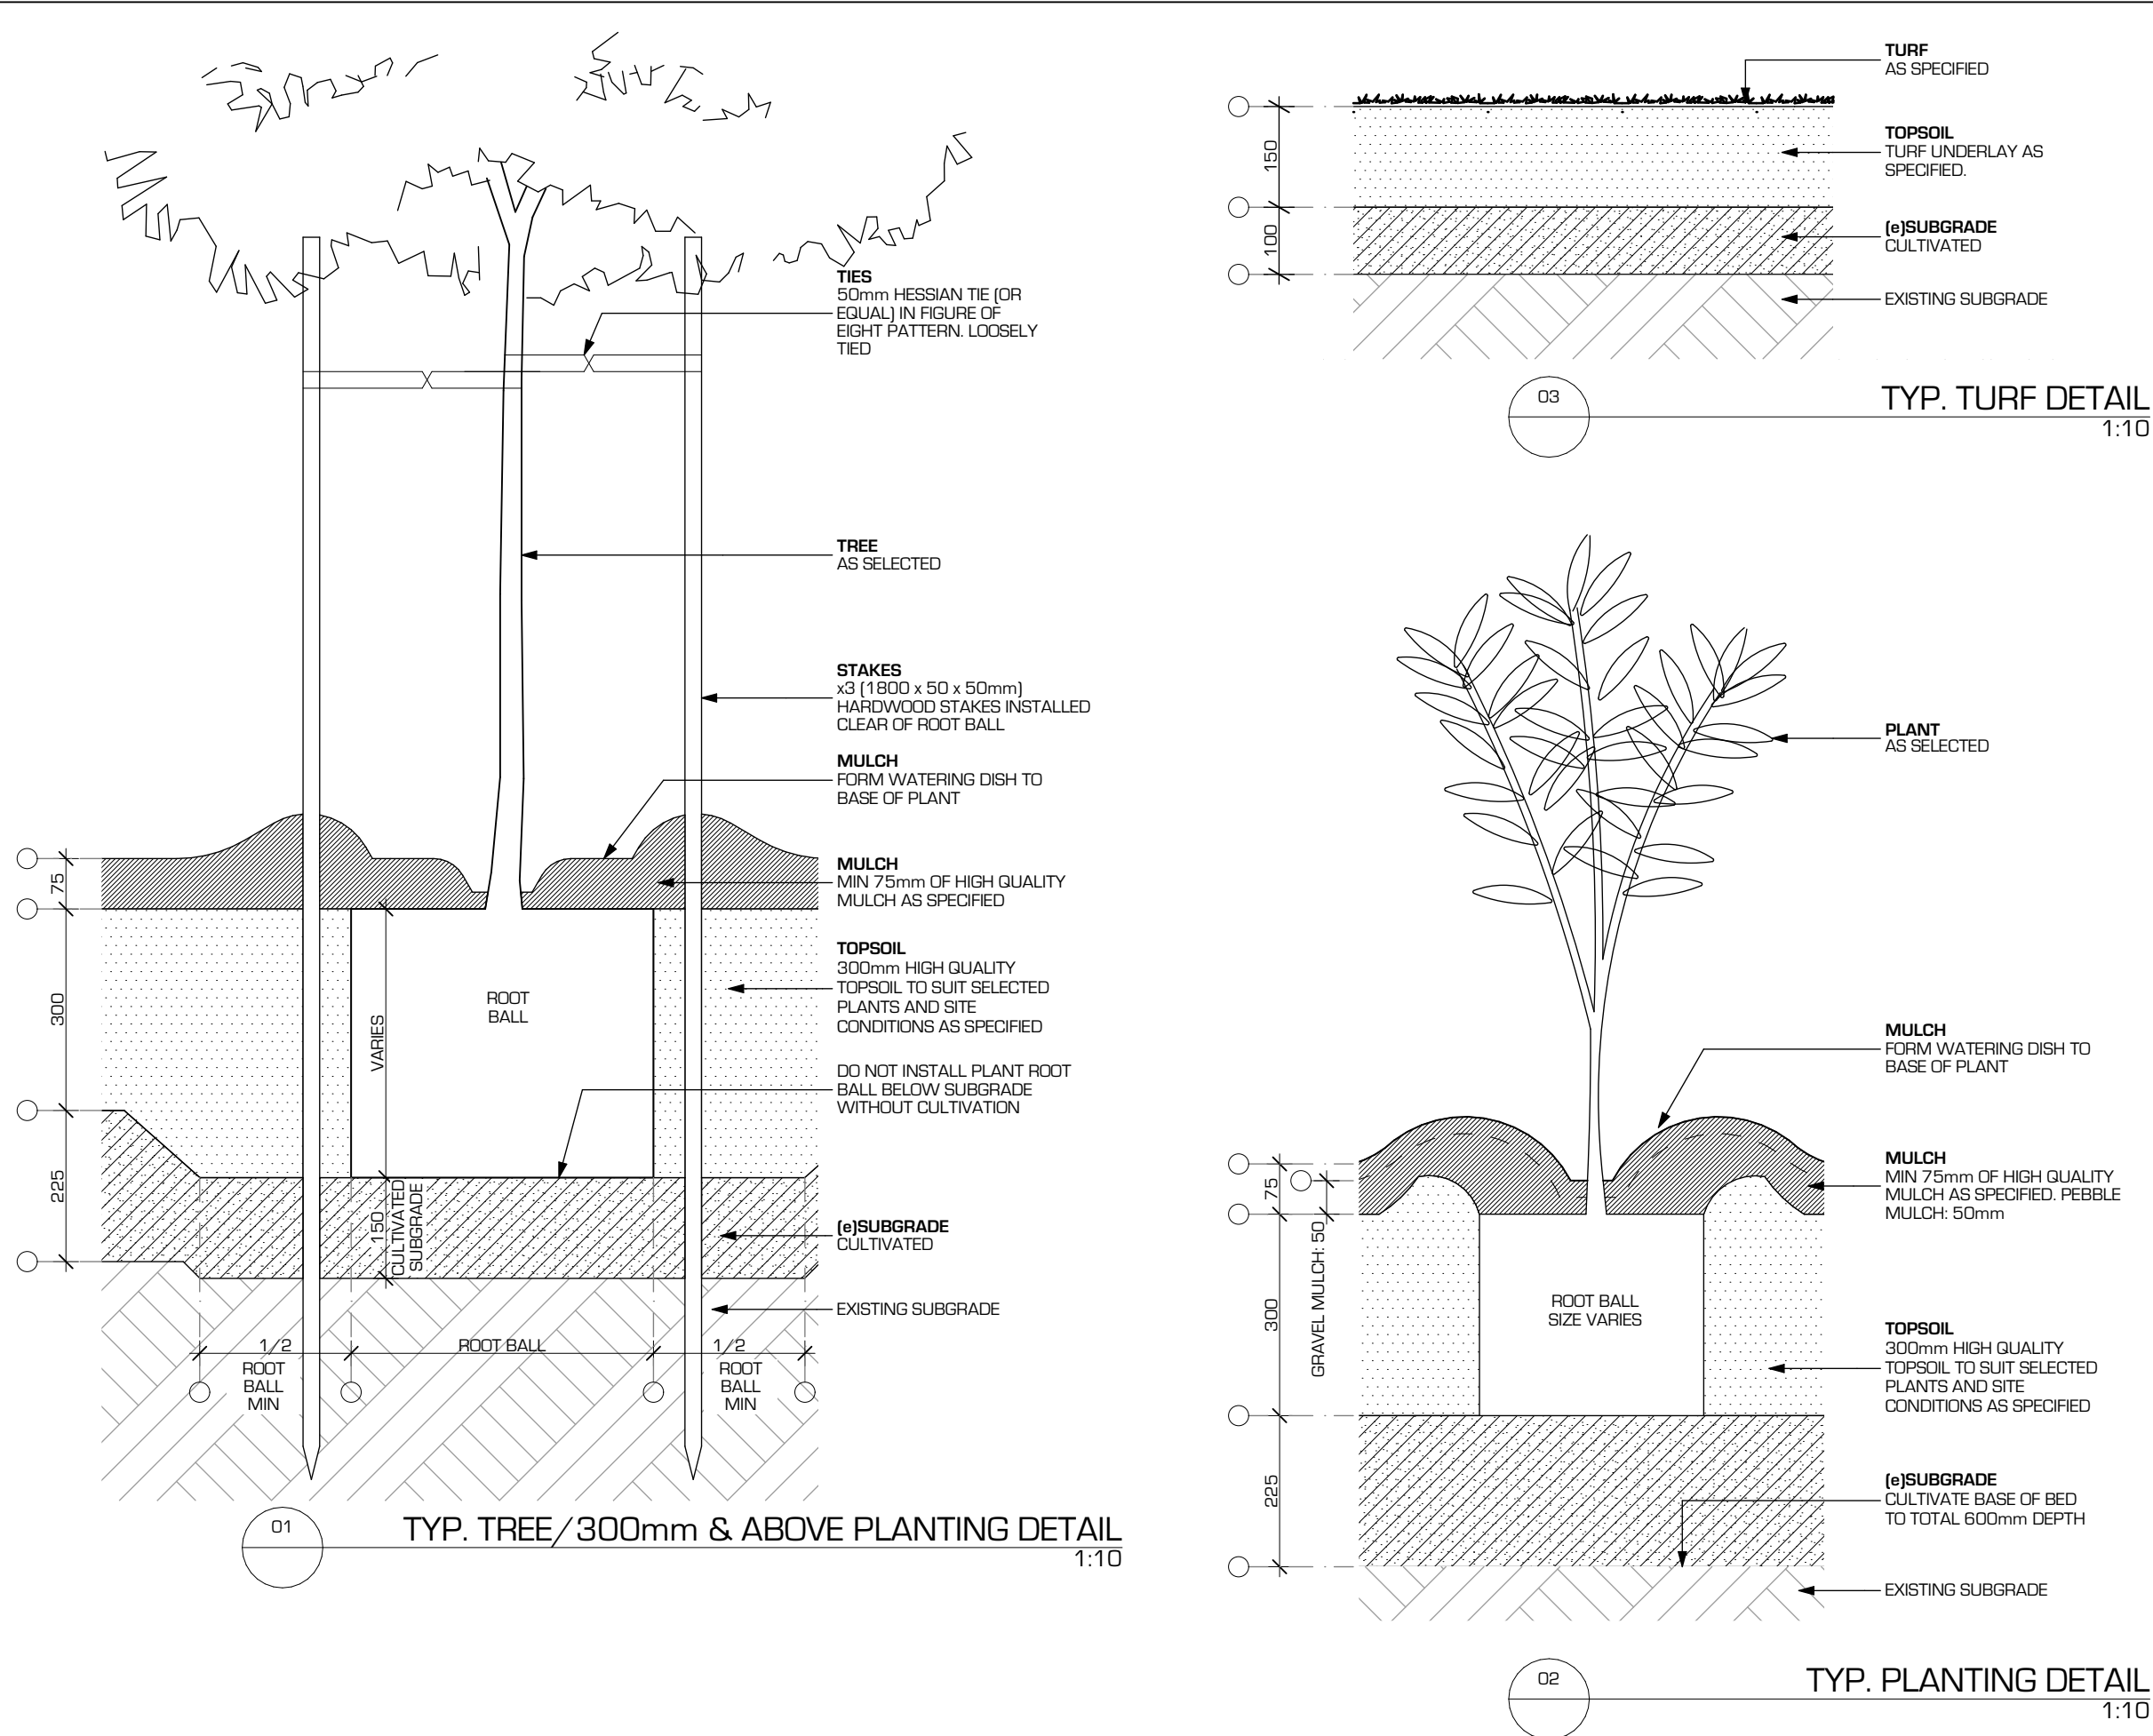 TIES
50mm HESSIAN TIE (OR
EQUAL) IN FIGURE OF
EIGHT PATTERN. LOOSELY
TIED
TREE
AS SELECTED
STAKES
x3 (1800 x 50 x 50mm)
HARDWOOD STAKES INSTALLED
CLEAR OF ROOT BALL
MULCH
FORM WATERING DISH TO
BASE OF PLANT
MULCH
MIN 75mm OF HIGH QUALITY
MULCH AS SPECIFIED
TOPSOIL
300mm HIGH QUALITY
TOPSOIL TO SUIT SELECTED
PLANTS AND SITE
CONDITIONS AS SPECIFIED
DO NOT INSTALL PLANT ROOT
BALL BELOW SUBGRADE
WITHOUT CULTIVATION
(e)SUBGRADE
CULTIVATED
EXISTING SUBGRADE
75
300
225
VARIES
150
CULTIVATED
SUBGRADE
ROOT
BALL
1/2
ROOT
BALL
MIN
ROOT BALL
1/2
ROOT
BALL
MIN
01
TYP. TREE/300mm & ABOVE PLANTING DETAIL
1:10
TURF
AS SPECIFIED
TOPSOIL
TURF UNDERLAY AS
SPECIFIED.
(e)SUBGRADE
CULTIVATED
EXISTING SUBGRADE
150
100
03
TYP. TURF DETAIL
1:10
PLANT
AS SELECTED
MULCH
FORM WATERING DISH TO
BASE OF PLANT
MULCH
MIN 75mm OF HIGH QUALITY
MULCH AS SPECIFIED. PEBBLE
MULCH: 50mm
TOPSOIL
300mm HIGH QUALITY
TOPSOIL TO SUIT SELECTED
PLANTS AND SITE
CONDITIONS AS SPECIFIED
(e)SUBGRADE
CULTIVATE BASE OF BED
TO TOTAL 600mm DEPTH
EXISTING SUBGRADE
75
GRAVEL MULCH: 50
300
225
ROOT BALL
SIZE VARIES
02
TYP. PLANTING DETAIL
1:10